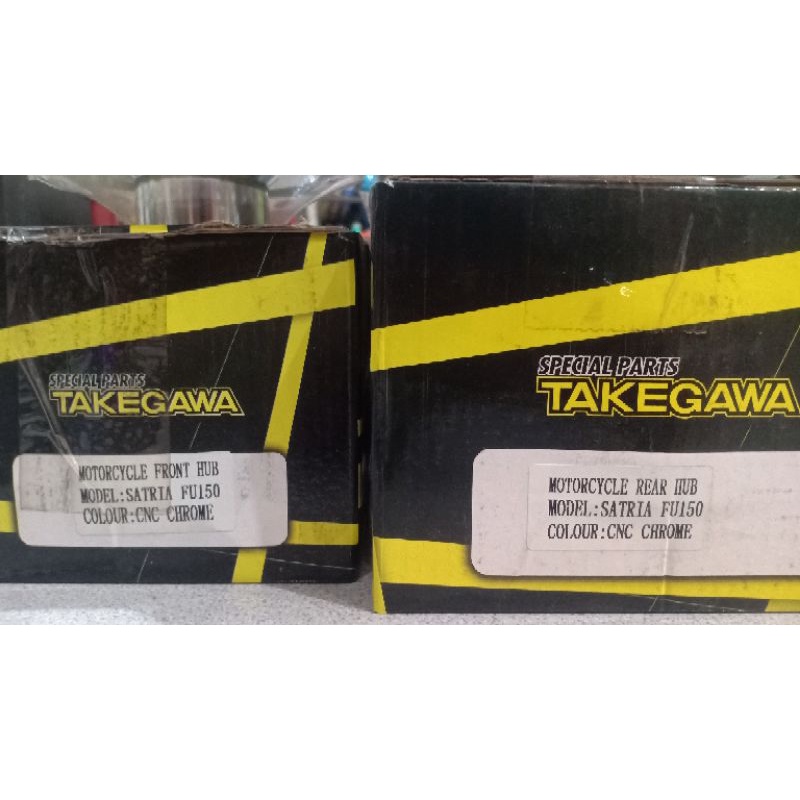 SPECIAL PARTS
TAKEGAWA
MOTORCYCLE FRONT HUB
MODEL:SATRIA FU150
COLOUR:CNC CHROME
SPECIAL PARTS
TAKEGAWA
MOTORCYCLE REAR HUB
MODEL:SATRIA FU150
COLOUR:CNC CHROME